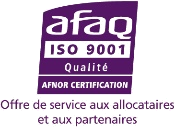 afaq
ISO 9001
Qualité
AFNOR CERTIFICATION
Offre de service aux allocataires
et aux partenaires